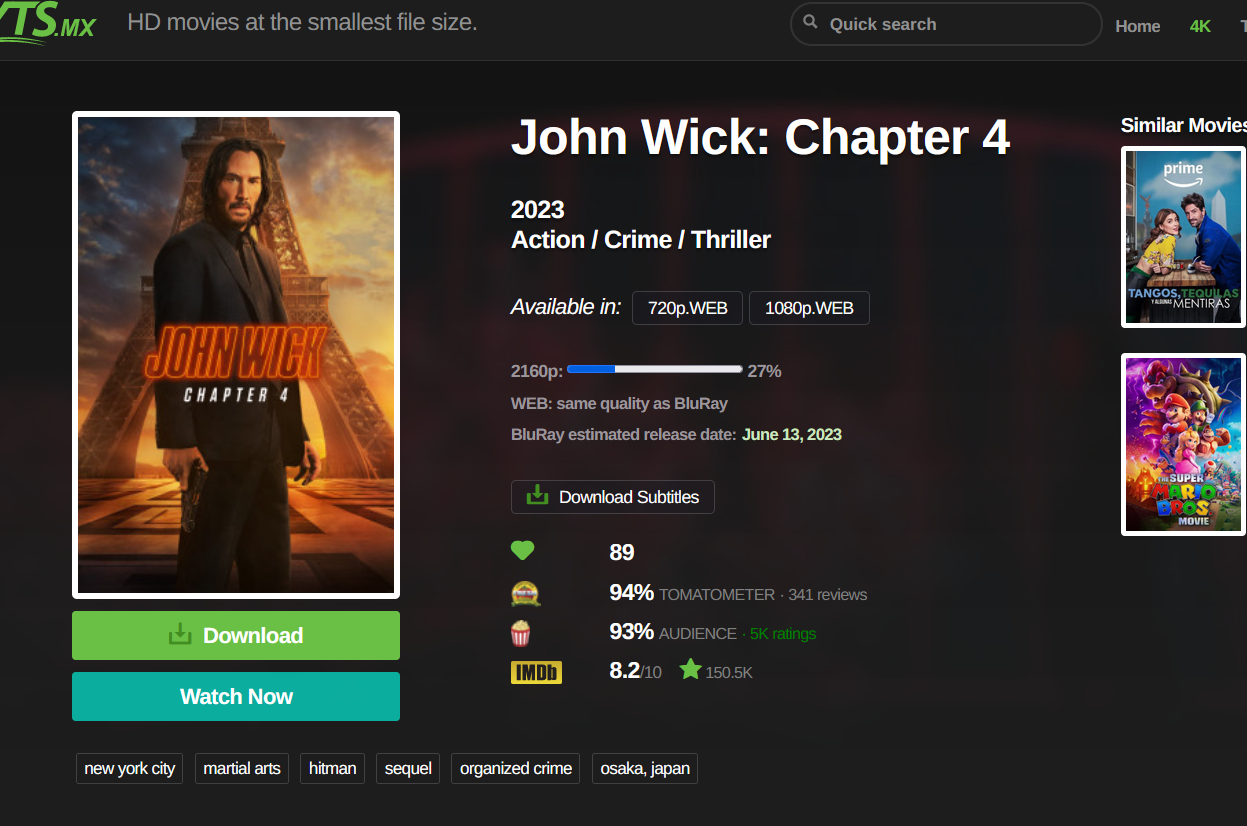 YTS.MX
HD movies at the smallest file size.
Quick search
Home
4K
John Wick: Chapter 4
2023
Action / Crime / Thriller
Available in:
720p.WEB
1080p.WEB
2160p: 27%
WEB: same quality as BluRay
BluRay estimated release date: June 13, 2023
Download Subtitles
89
94% TOMATOMETER · 341 reviews
93% AUDIENCE · 5K ratings
IMDb 8.2/10 150.5K
JOHN WICK
CHAPTER 4
Download
Watch Now
new york city
martial arts
hitman
sequel
organized crime
osaka, japan
Similar Movies
prime
TANGOS, TEQUILAS
Y ALGUNAS MENTIRAS
THE SUPER
MARIO
BROS.
MOVIE